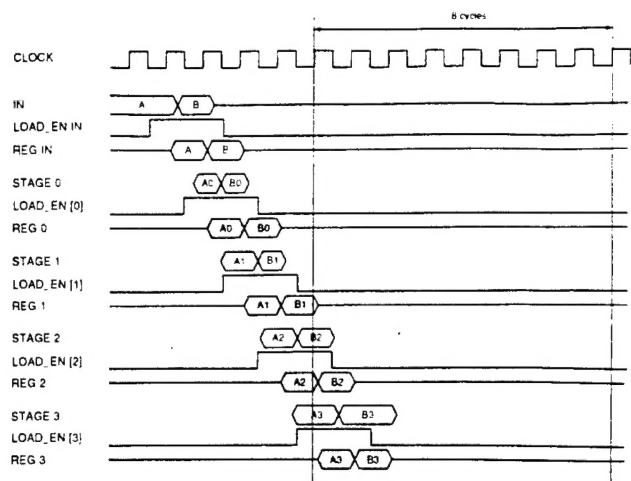 8 cycles
CLOCK
IN A B
LOAD_EN IN
REG IN A B
STAGE 0 A0 B0
LOAD_EN [0]
REG 0 A0 B0
STAGE 1 A1 B1
LOAD_EN [1]
REG 1 A1 B1
STAGE 2 A2 B2
LOAD_EN [2]
REG 2 A2 B2
STAGE 3 A3 B3
LOAD_EN [3]
REG 3 A3 B3